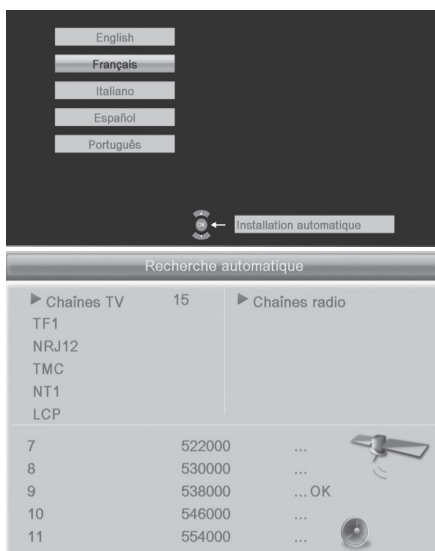 English
Français
Italiano
Español
Português
OK
Installation automatique
Recherche automatique
Chaînes TV 15
Chaînes radio
TF1
NRJ12
TMC
NT1
LCP
7 522000 ...
8 530000 ...
9 538000 ... OK
10 546000 ...
11 554000 ...